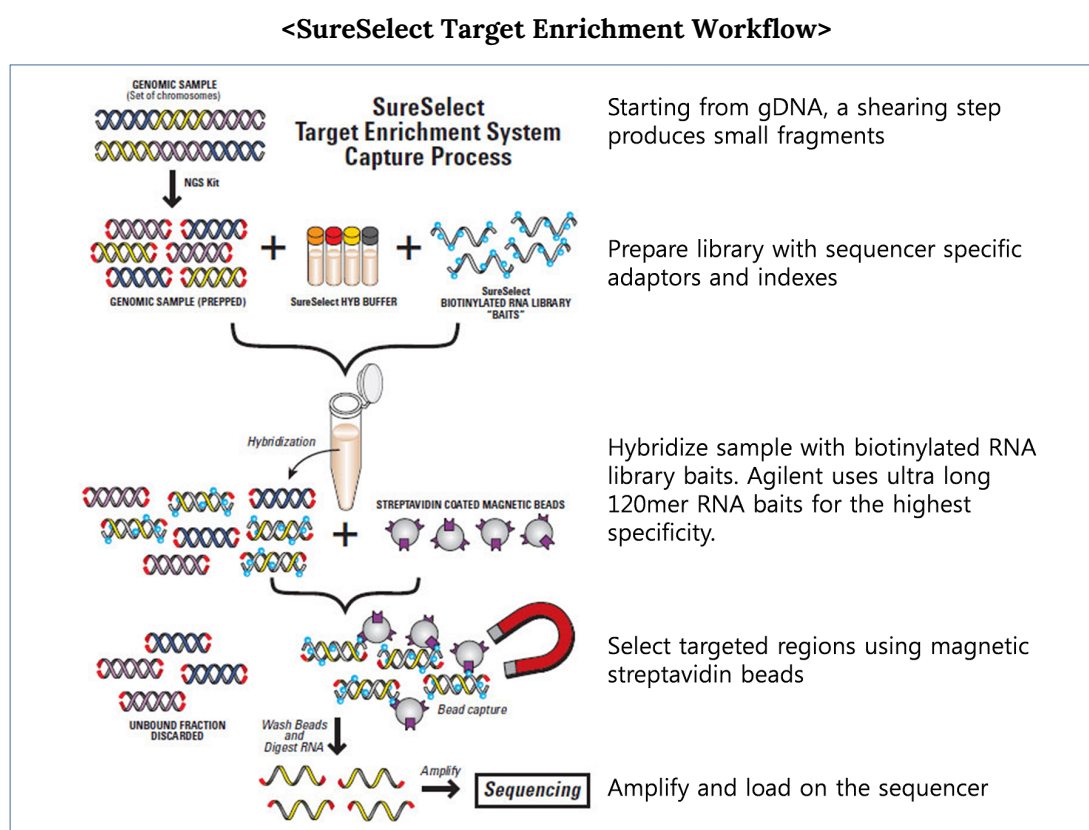 <SureSelect Target Enrichment Workflow>
GENOMIC SAMPLE
(Set of chromosomes)
SureSelect
Target Enrichment System
Capture Process
Starting from gDNA, a shearing step
produces small fragments
NGS Kit
GENOMIC SAMPLE (PREPPED)
SureSelect HYB BUFFER
SureSelect
BIOTINYLATED RNA LIBRARY
"BAITS"
Prepare library with sequencer specific
adaptors and indexes
Hybridization
STREPTAVIDIN COATED MAGNETIC BEADS
Hybridize sample with biotinylated RNA
library baits. Agilent uses ultra long
120mer RNA baits for the highest
specificity.
UNBOUND FRACTION
DISCARDED
Bead capture
Select targeted regions using magnetic
streptavidin beads
Wash Beads
and
Digest RNA
Amplify
Sequencing
Amplify and load on the sequencer